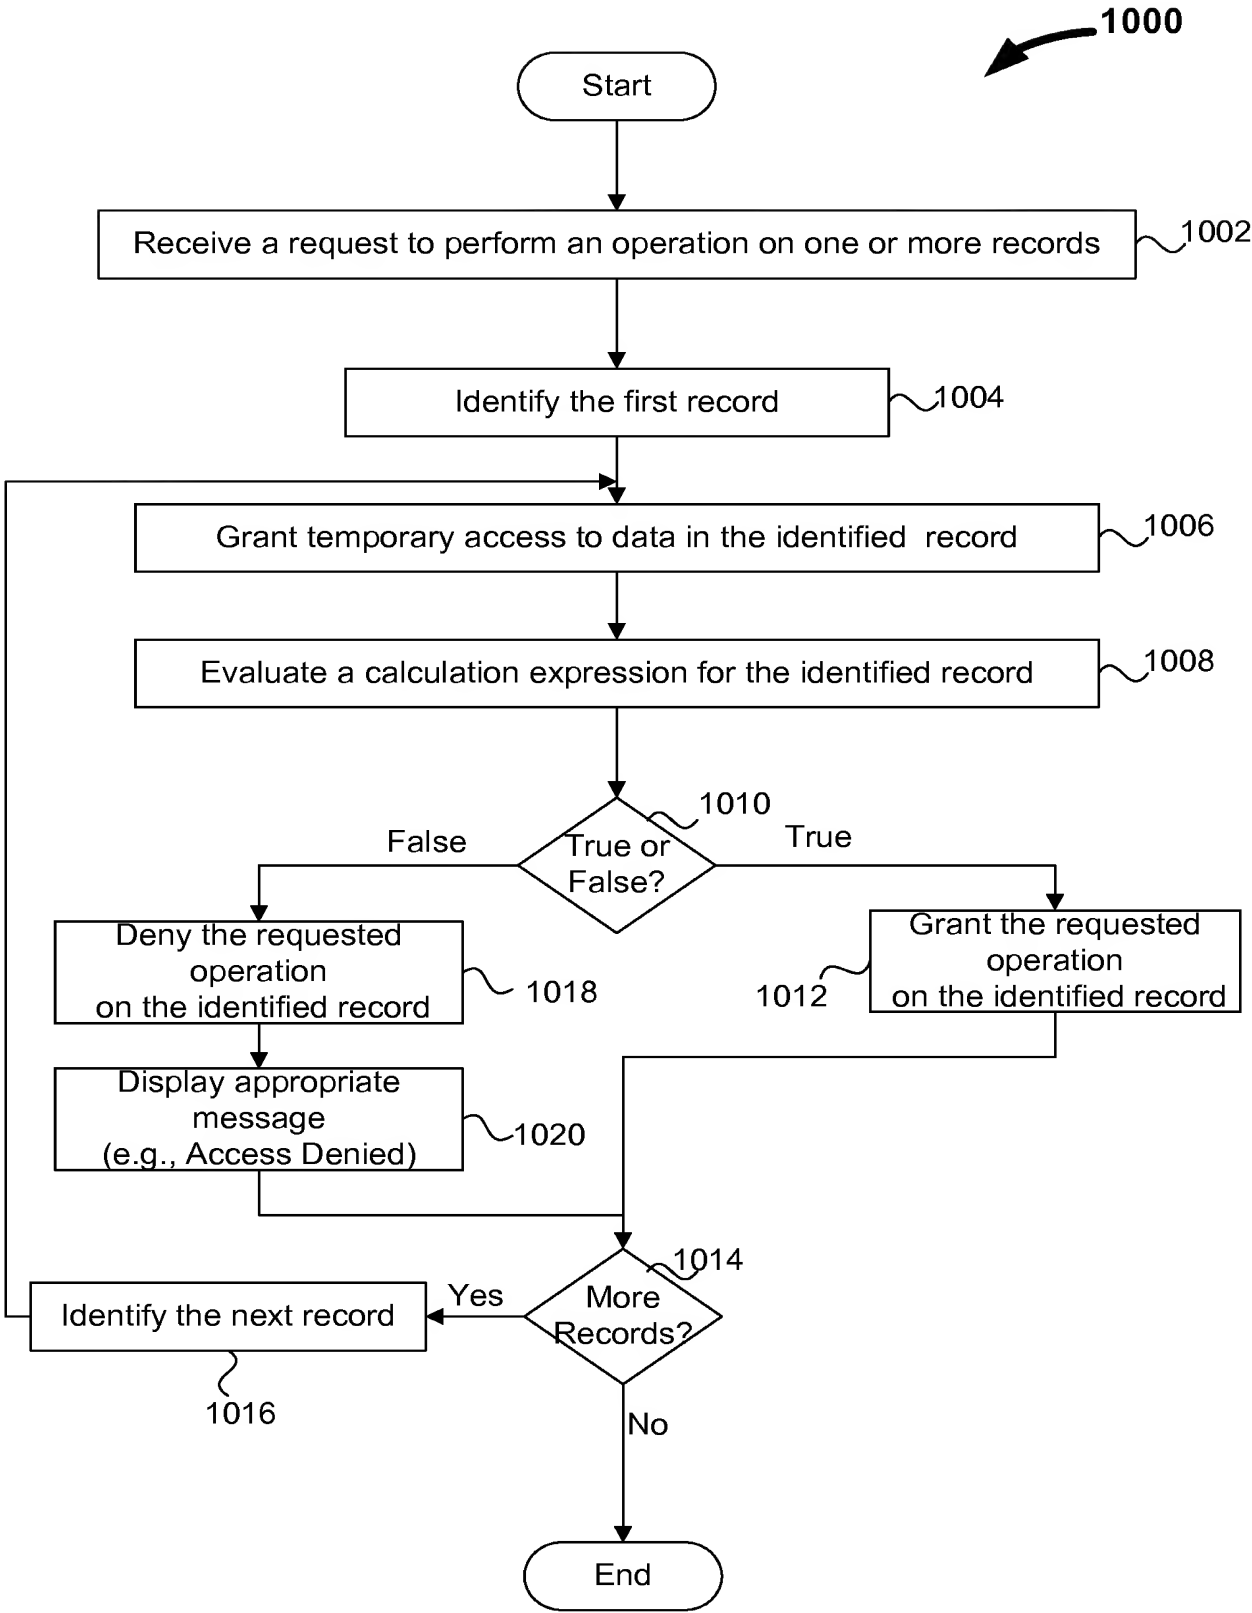 1000
Start
Receive a request to perform an operation on one or more records
1002
Identify the first record
1004
Grant temporary access to data in the identified record
1006
Evaluate a calculation expression for the identified record
1008
1010
True or
False?
False
True
Deny the requested
operation
on the identified record
1018
Grant the requested
operation
on the identified record
1012
Display appropriate
message
(e.g., Access Denied)
1020
1014
More
Records?
Yes
Identify the next record
1016
No
End